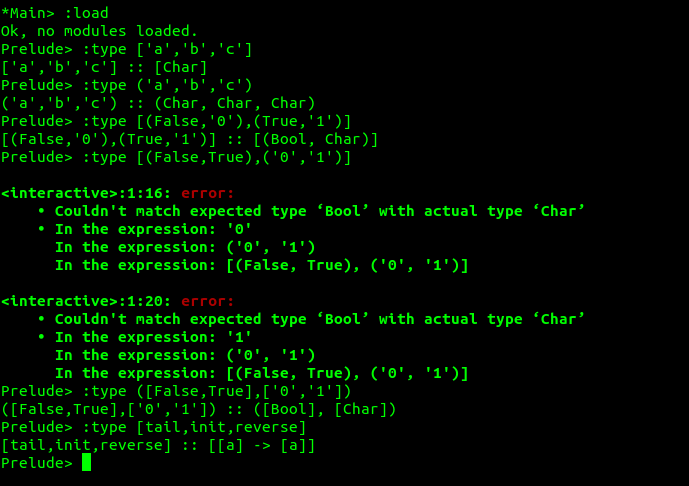 *Main> :load
Ok, no modules loaded.
Prelude> :type ['a','b','c']
['a','b','c'] :: [Char]
Prelude> :type ('a','b','c')
('a','b','c') :: (Char, Char, Char)
Prelude> :type [(False,'0'),(True,'1')]
[(False,'0'),(True,'1')] :: [(Bool, Char)]
Prelude> :type [(False,True),('0','1')]

<interactive>:1:16: error:
    • Couldn't match expected type ‘Bool’ with actual type ‘Char’
    • In the expression: '0'
      In the expression: ('0', '1')
      In the expression: [(False, True), ('0', '1')]

<interactive>:1:20: error:
    • Couldn't match expected type ‘Bool’ with actual type ‘Char’
    • In the expression: '1'
      In the expression: ('0', '1')
      In the expression: [(False, True), ('0', '1')]
Prelude> :type ([False,True],['0','1'])
([False,True],['0','1']) :: ([Bool], [Char])
Prelude> :type [tail,init,reverse]
[tail,init,reverse] :: [[a] -> [a]]
Prelude>